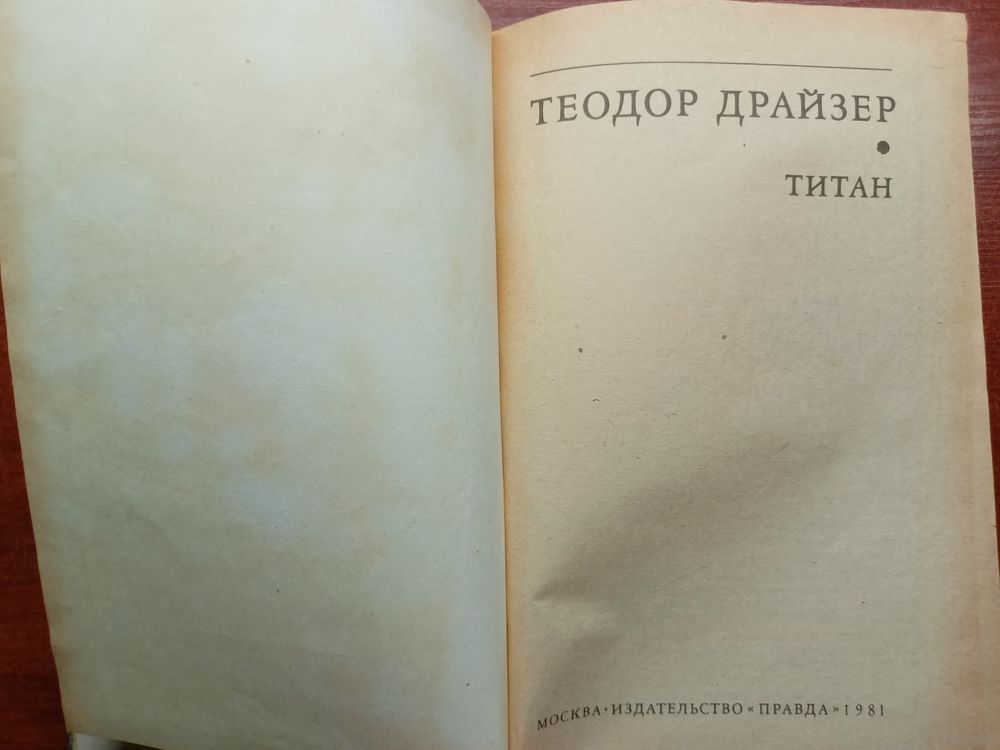 ТЕОДОР ДРАЙЗЕР
•
ТИТАН
МОСКВА·ИЗДАТЕЛЬСТВО «ПРАВДА» 1981